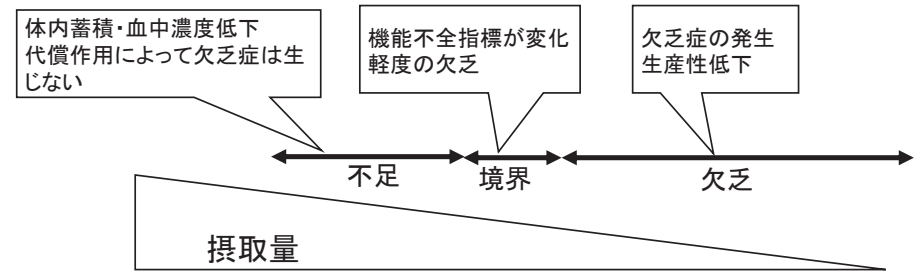 体内蓄積・血中濃度低下
代償作用によって欠乏症は生
じない
機能不全指標が変化
軽度の欠乏
欠乏症の発生
生産性低下
不足
境界
欠乏
摂取量